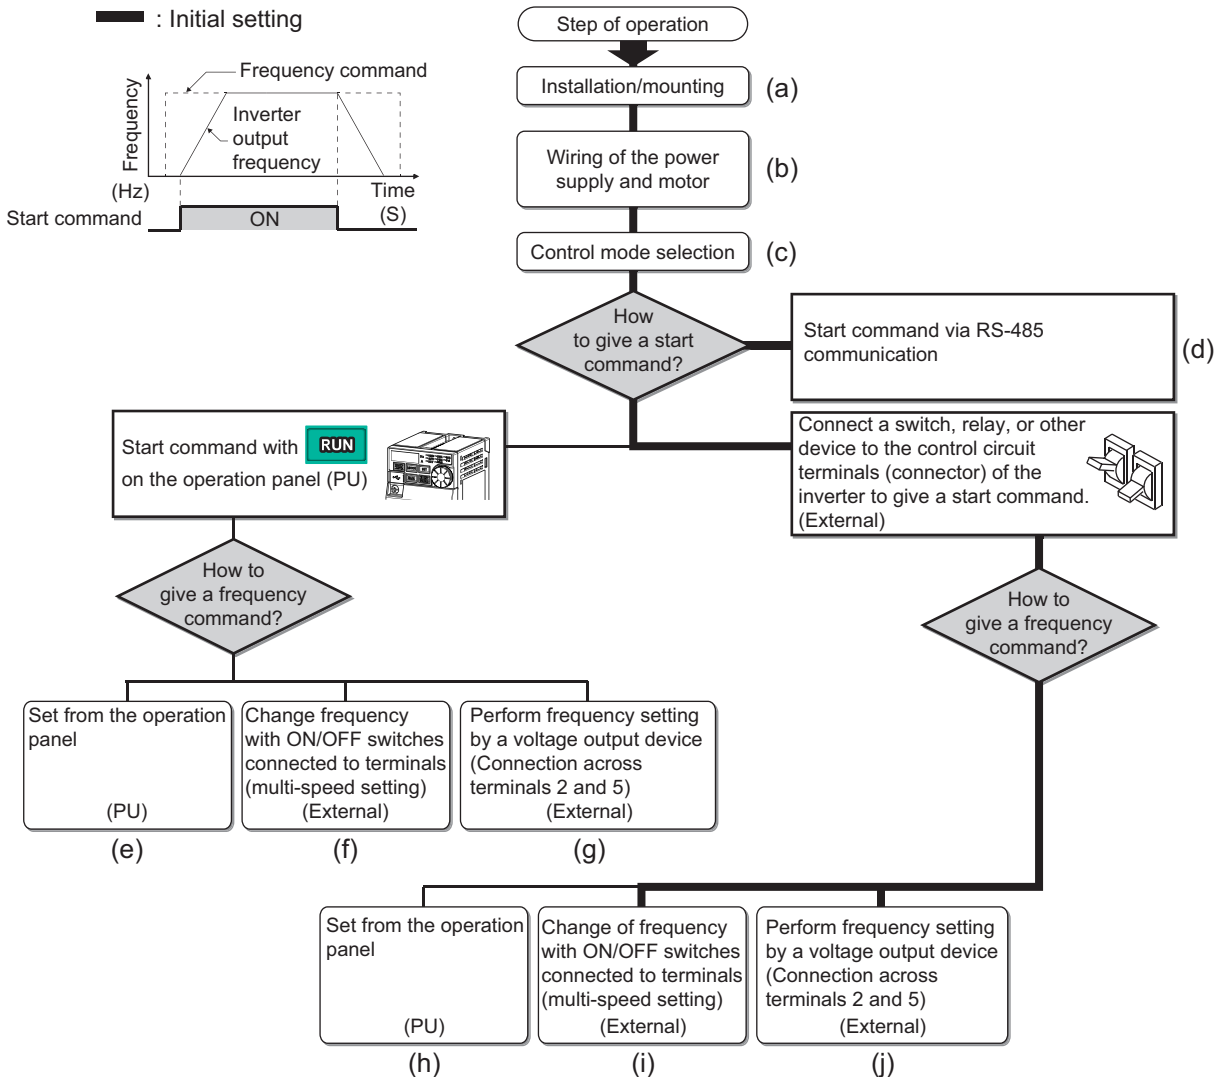 : Initial setting
Step of operation
Installation/mounting
(a)
Frequency command
Inverter
output
frequency
Frequency
(Hz)
Time
(S)
Start command
ON
Wiring of the power
supply and motor
(b)
Control mode selection
(c)
How
to give a start
command?
Start command via RS-485
communication
(d)
Start command with RUN
on the operation panel (PU)
Connect a switch, relay, or other
device to the control circuit
terminals (connector) of the
inverter to give a start command.
(External)
How to
give a frequency
command?
How to
give a frequency
command?
Set from the operation
panel
(PU)
(e)
Change frequency
with ON/OFF switches
connected to terminals
(multi-speed setting)
(External)
(f)
Perform frequency setting
by a voltage output device
(Connection across
terminals 2 and 5)
(External)
(g)
Set from the operation
panel
(PU)
(h)
Change of frequency
with ON/OFF switches
connected to terminals
(multi-speed setting)
(External)
(i)
Perform frequency setting
by a voltage output device
(Connection across
terminals 2 and 5)
(External)
(j)